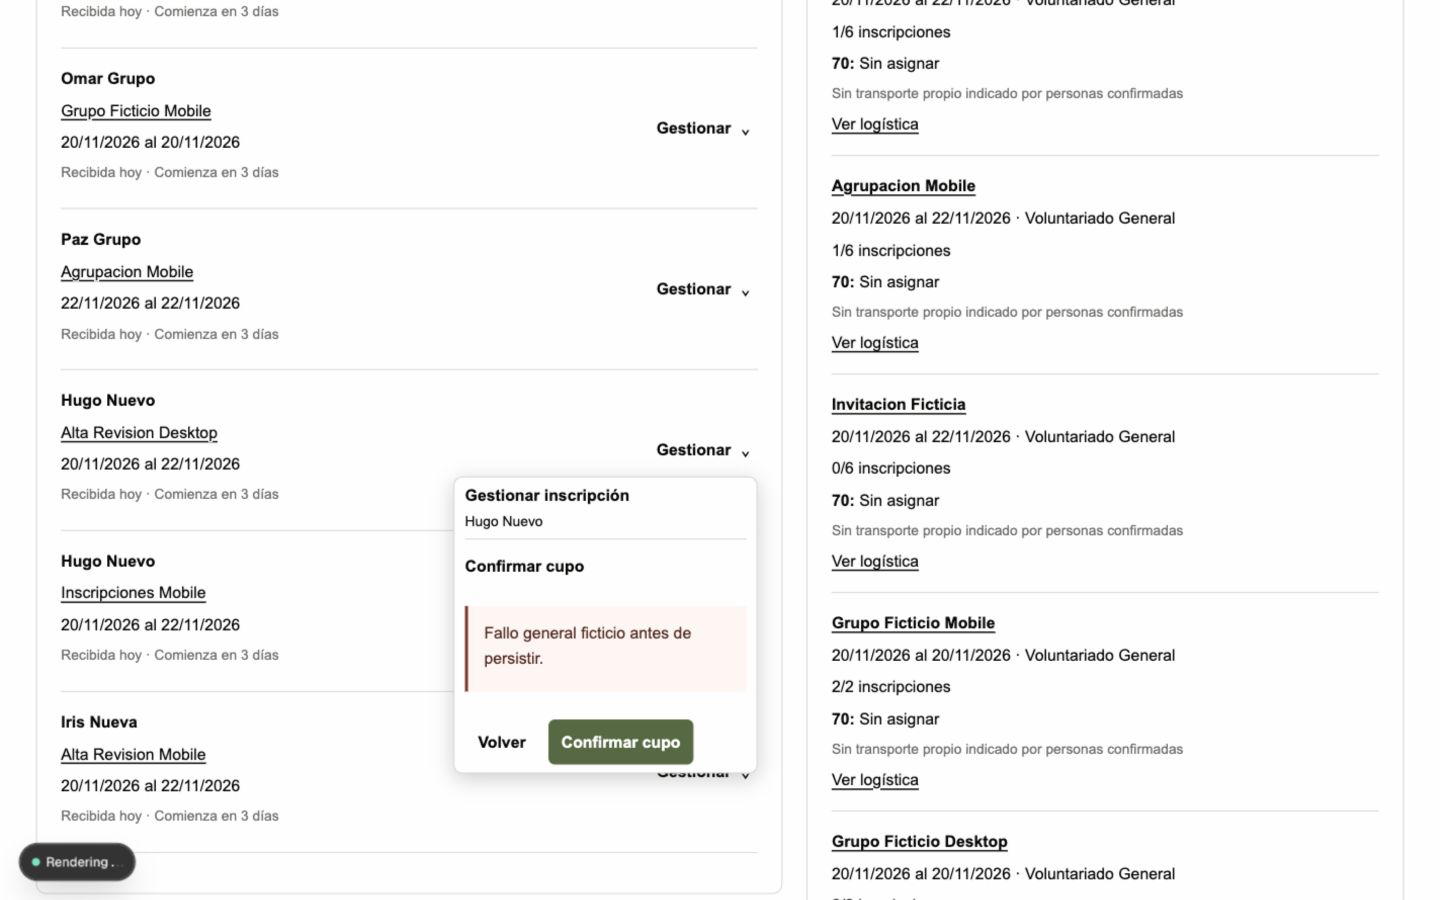 Recibida hoy · Comienza en 3 días
Omar Grupo
Grupo Ficticio Mobile
20/11/2026 al 20/11/2026
Recibida hoy · Comienza en 3 días
Gestionar
Paz Grupo
Agrupacion Mobile
22/11/2026 al 22/11/2026
Recibida hoy · Comienza en 3 días
Gestionar
Hugo Nuevo
Alta Revision Desktop
20/11/2026 al 22/11/2026
Recibida hoy · Comienza en 3 días
Gestionar
Gestionar inscripción
Hugo Nuevo
Confirmar cupo
Fallo general ficticio antes de
persistir.
Volver
Confirmar cupo
Hugo Nuevo
Inscripciones Mobile
20/11/2026 al 22/11/2026
Recibida hoy · Comienza en 3 días
Iris Nueva
Alta Revision Mobile
20/11/2026 al 22/11/2026
Recibida hoy · Comienza en 3 días
Gestionar
Rendering ...
20/11/2026 al 22/11/2026 · Voluntariado General
1/6 inscripciones
70: Sin asignar
Sin transporte propio indicado por personas confirmadas
Ver logística
Agrupacion Mobile
20/11/2026 al 22/11/2026 · Voluntariado General
1/6 inscripciones
70: Sin asignar
Sin transporte propio indicado por personas confirmadas
Ver logística
Invitacion Ficticia
20/11/2026 al 22/11/2026 · Voluntariado General
0/6 inscripciones
70: Sin asignar
Sin transporte propio indicado por personas confirmadas
Ver logística
Grupo Ficticio Mobile
20/11/2026 al 20/11/2026 · Voluntariado General
2/2 inscripciones
70: Sin asignar
Sin transporte propio indicado por personas confirmadas
Ver logística
Grupo Ficticio Desktop
20/11/2026 al 20/11/2026 · Voluntariado General